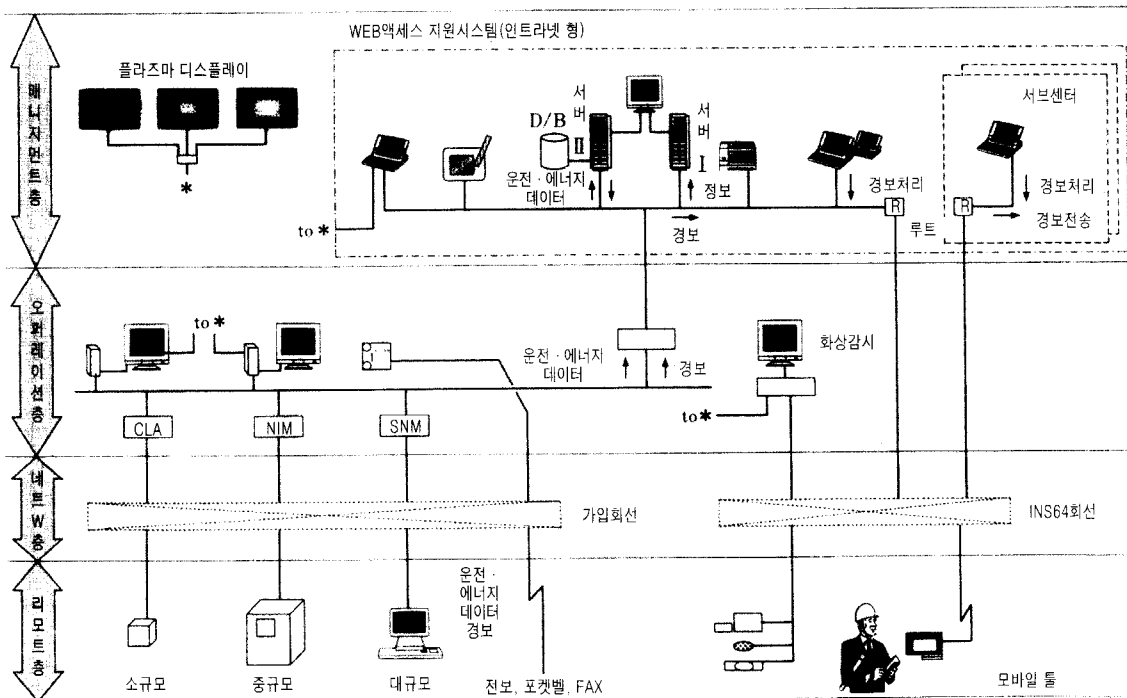 WEB액세스 지원시스템(인트라넷 형)
매니지먼트층
플라즈마 디스플레이
*
D/B
서버 II
서버 I
서브센터
운전 · 에너지
데이터
정보
경보
경보처리
경보처리
경보전송
R
R
루트
to *
오퍼레이션층
to *
운전 · 에너지
데이터
경보
화상감시
to *
CLA
NIM
SNM
네트W층
가입회선
INS64회선
리모트층
운전 ·
에너지
데이터
경보
소규모
중규모
대규모
전보, 포켓벨, FAX
모바일 툴